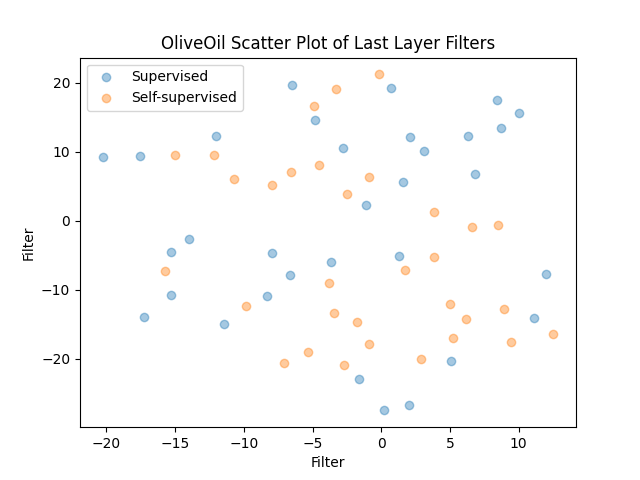 OliveOil Scatter Plot of Last Layer Filters
Supervised
Self-supervised
20
10
0
−10
−20
Filter
−20 −15 −10 −5 0 5 10
Filter